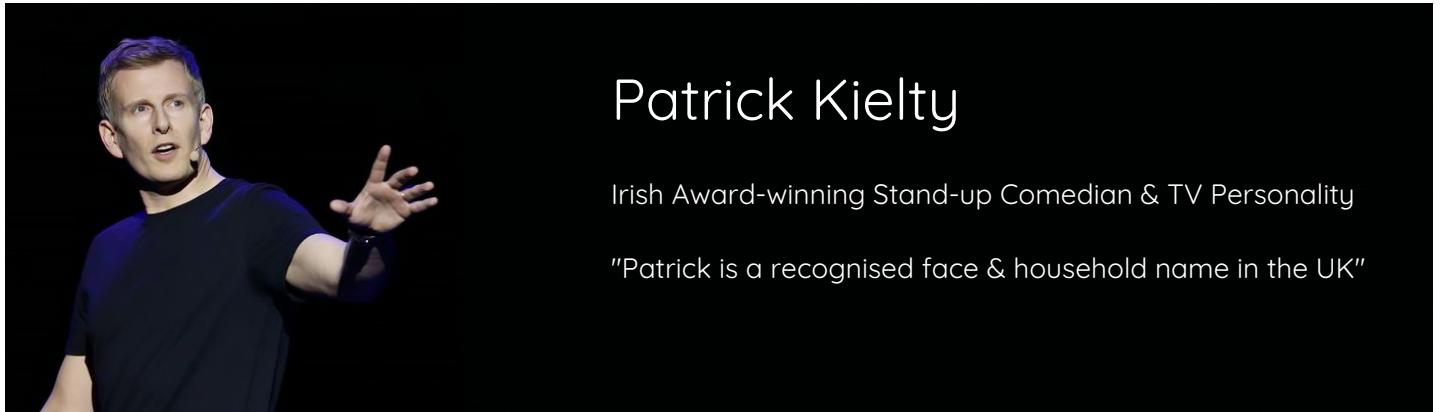 Patrick Kielty
Irish Award-winning Stand-up Comedian & TV Personality
"Patrick is a recognised face & household name in the UK"